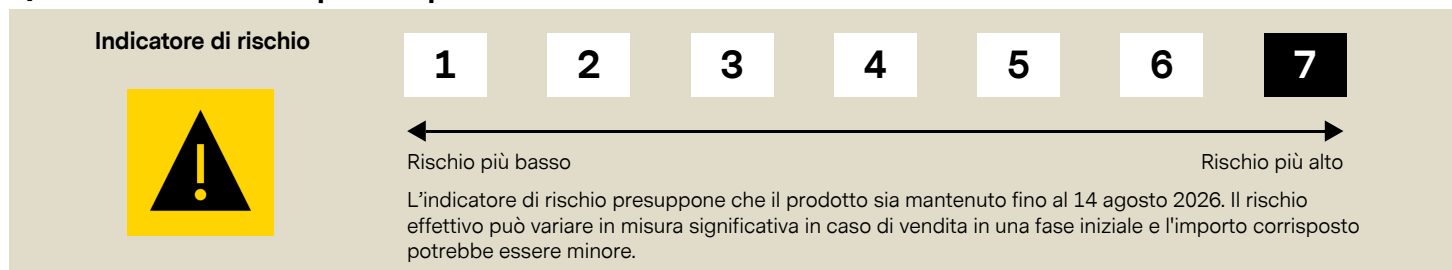 Indicatore di rischio
1 2 3 4 5 6 7
Rischio più basso
Rischio più alto
L'indicatore di rischio presuppone che il prodotto sia mantenuto fino al 14 agosto 2026. Il rischio
effettivo può variare in misura significativa in caso di vendita in una fase iniziale e l'importo corrisposto
potrebbe essere minore.